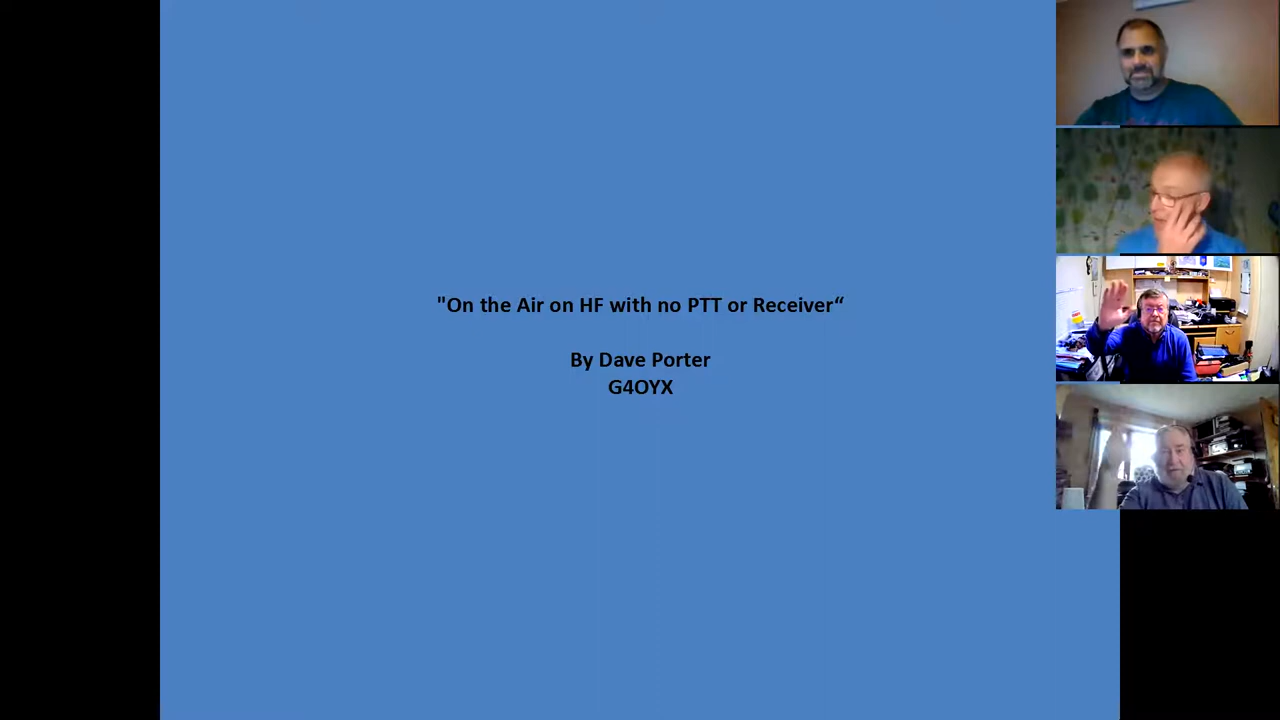 "On the Air on HF with no PTT or Receiver“
By Dave Porter
G4OYX